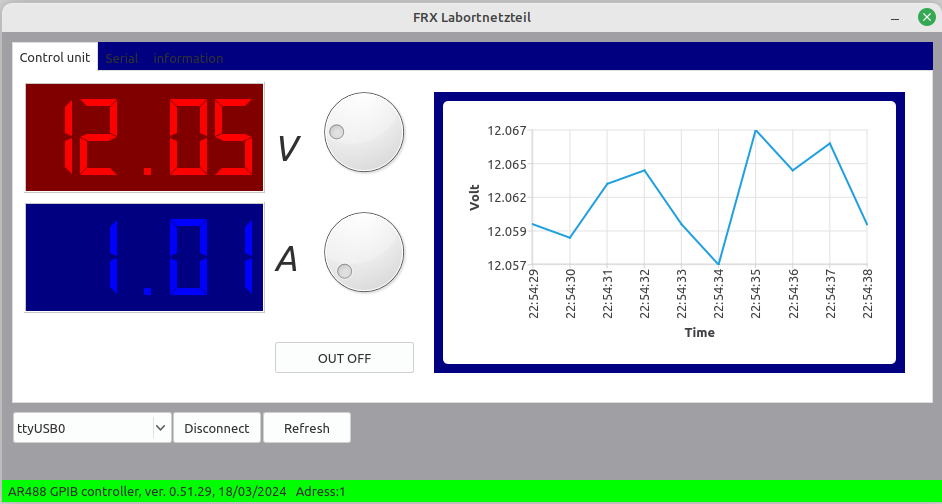 FRX Labortnetzteil
Control unit Serial information
12.05 V
1.01 A
OUT OFF
Volt
12.067
12.065
12.062
12.059
12.057
22:54:29
22:54:30
22:54:31
22:54:32
22:54:33
22:54:34
22:54:35
22:54:36
22:54:37
22:54:38
Time
ttyUSB0 Disconnect Refresh
AR488 GPIB controller, ver. 0.51.29, 18/03/2024 Adress:1